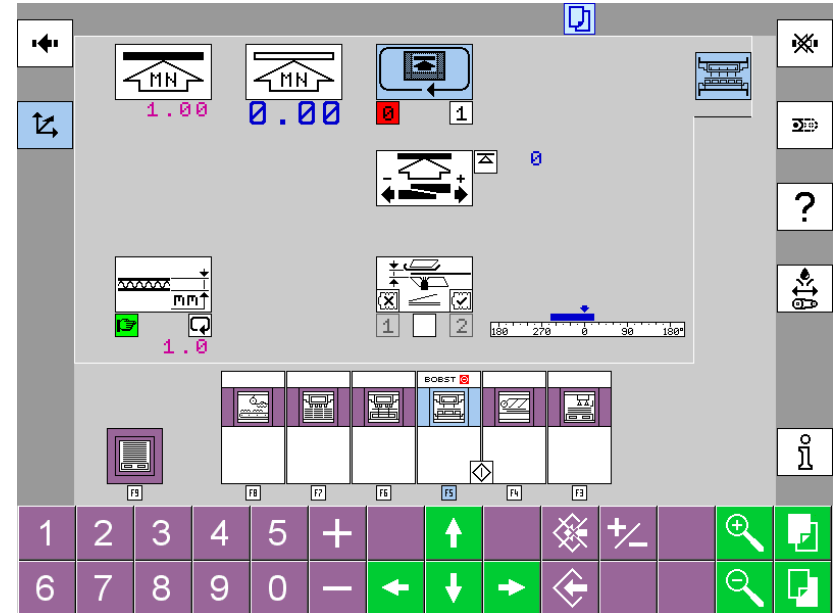 MN MN
1.00 0.00 0 1
?
- +
0
mm
1 2
180 270 0 90 180°
1.0
BOBST
i
F9 F8 F7 F6 F5 F4 F3
1 2 3 4 5 + +/-
6 7 8 9 0 -